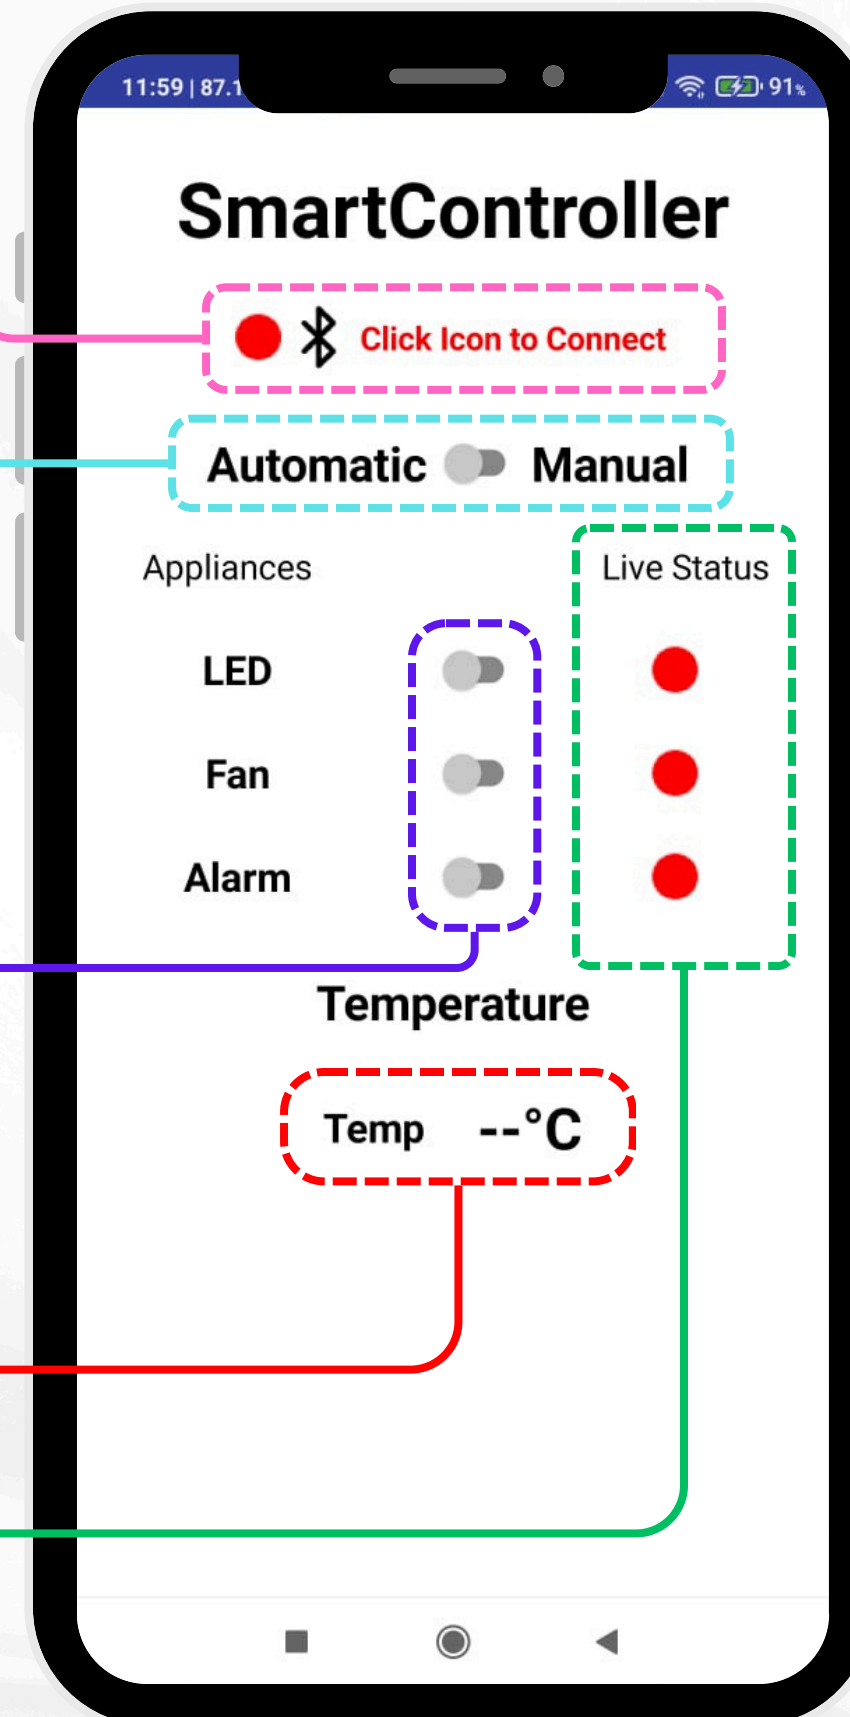 11:59 | 87.1
91%
SmartController
Click Icon to Connect
Automatic Manual
Appliances Live Status
LED
Fan
Alarm
Temperature
Temp --°C